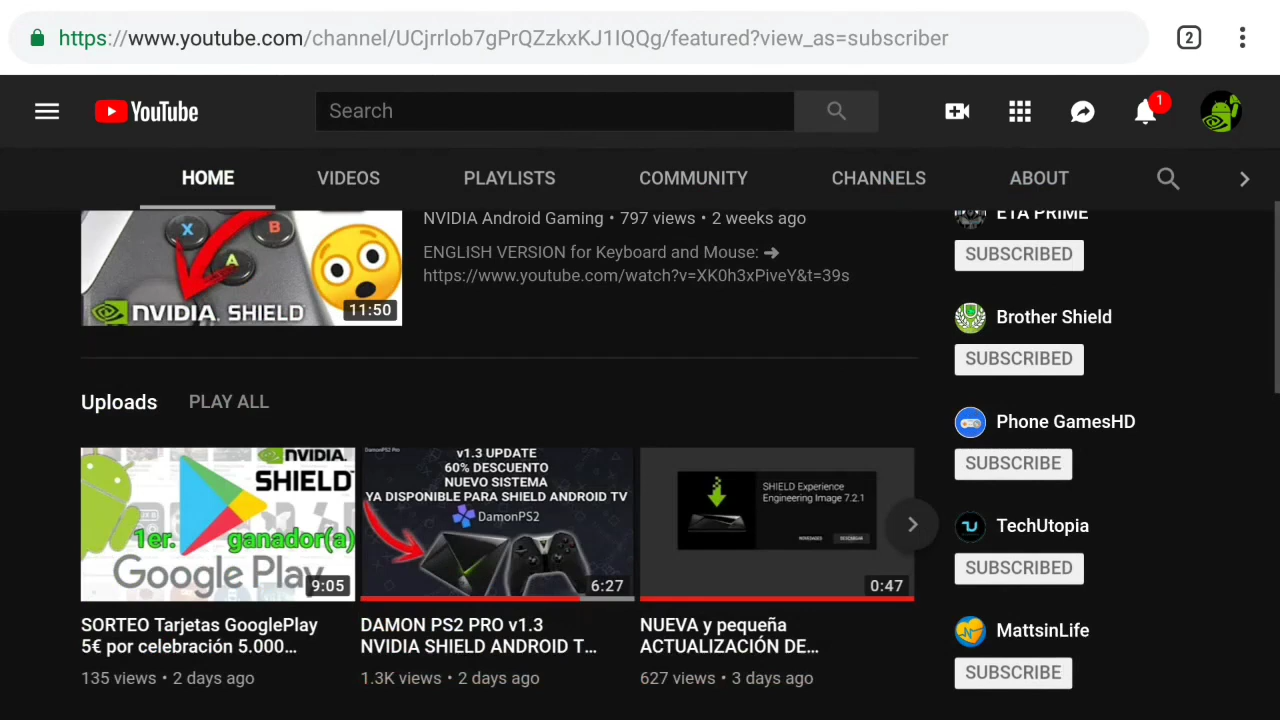 https://www.youtube.com/channel/UCjrrIob7gPrQZzkxKJ1IQQg/featured?view_as=subscriber
2
YouTube
Search
1
HOME
VIDEOS
PLAYLISTS
COMMUNITY
CHANNELS
ABOUT
X
B
A
NVIDIA. SHIELD
11:50
NVIDIA Android Gaming • 797 views • 2 weeks ago
ENGLISH VERSION for Keyboard and Mouse: ➜
https://www.youtube.com/watch?v=XK0h3xPiveY&t=39s
ETA PRIME
SUBSCRIBED
Brother Shield
SUBSCRIBED
Phone GamesHD
SUBSCRIBE
TechUtopia
SUBSCRIBED
MattsinLife
SUBSCRIBE
Uploads
PLAY ALL
NVIDIA.
SHIELD
1er. ganador(a)
Google Play
9:05
SORTEO Tarjetas GooglePlay
5€ por celebración 5.000...
135 views • 2 days ago
DamonPS2 Pro
v1.3 UPDATE
60% DESCUENTO
NUEVO SISTEMA
YA DISPONIBLE PARA SHIELD ANDROID TV
DamonPS2
6:27
DAMON PS2 PRO v1.3
NVIDIA SHIELD ANDROID T...
1.3K views • 2 days ago
SHIELD Experience
Engineering Image 7.2.1
NOVEDADES
DESCARGAR
0:47
NUEVA y pequeña
ACTUALIZACIÓN DE...
627 views • 3 days ago